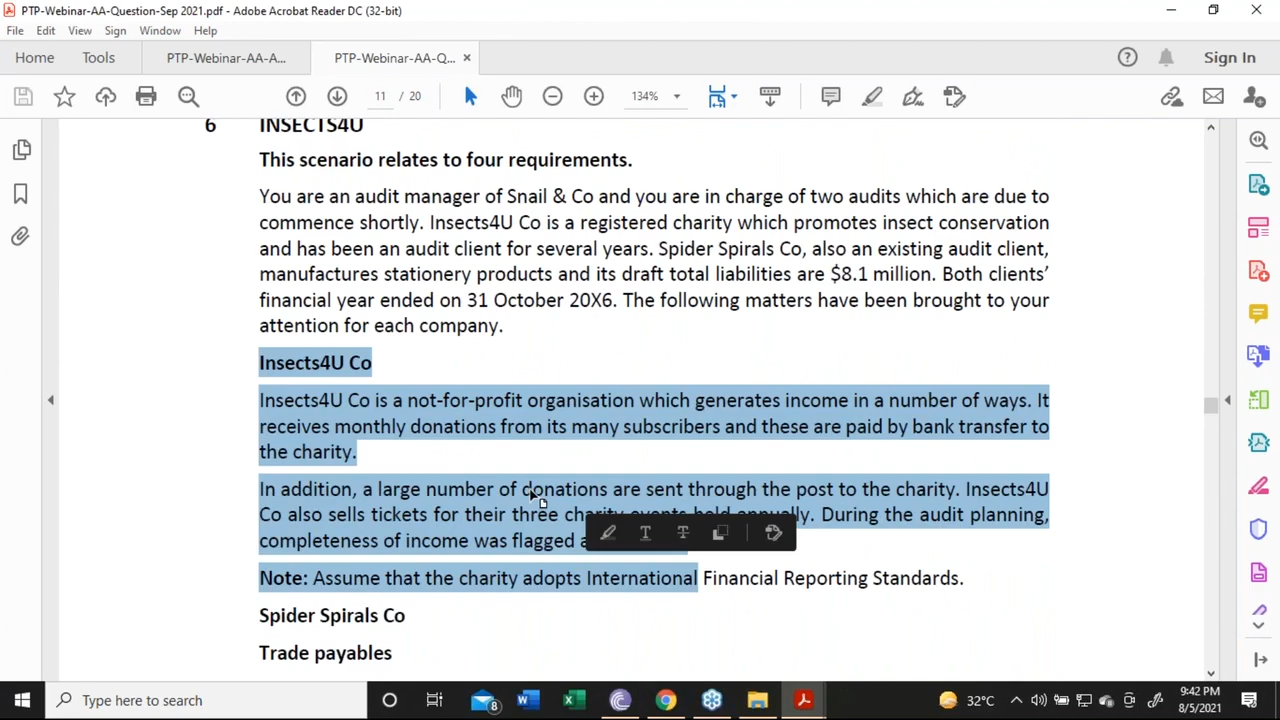 PTP-Webinar-AA-Question-Sep 2021.pdf - Adobe Acrobat Reader DC (32-bit)
File Edit View Sign Window Help
Home Tools PTP-Webinar-AA-A... PTP-Webinar-AA-Q... Sign In
11 / 20 134%
6 INSECTS4U
This scenario relates to four requirements.
You are an audit manager of Snail & Co and you are in charge of two audits which are due to
commence shortly. Insects4U Co is a registered charity which promotes insect conservation
and has been an audit client for several years. Spider Spirals Co, also an existing audit client,
manufactures stationery products and its draft total liabilities are $8.1 million. Both clients'
financial year ended on 31 October 20X6. The following matters have been brought to your
attention for each company.
Insects4U Co
Insects4U Co is a not-for-profit organisation which generates income in a number of ways. It
receives monthly donations from its many subscribers and these are paid by bank transfer to
the charity.
In addition, a large number of donations are sent through the post to the charity. Insects4U
Co also sells tickets for their three charity events held annually. During the audit planning,
completeness of income was flagged
Note: Assume that the charity adopts International Financial Reporting Standards.
Spider Spirals Co
Trade payables
Type here to search
8
32°C
9:42 PM
8/5/2021